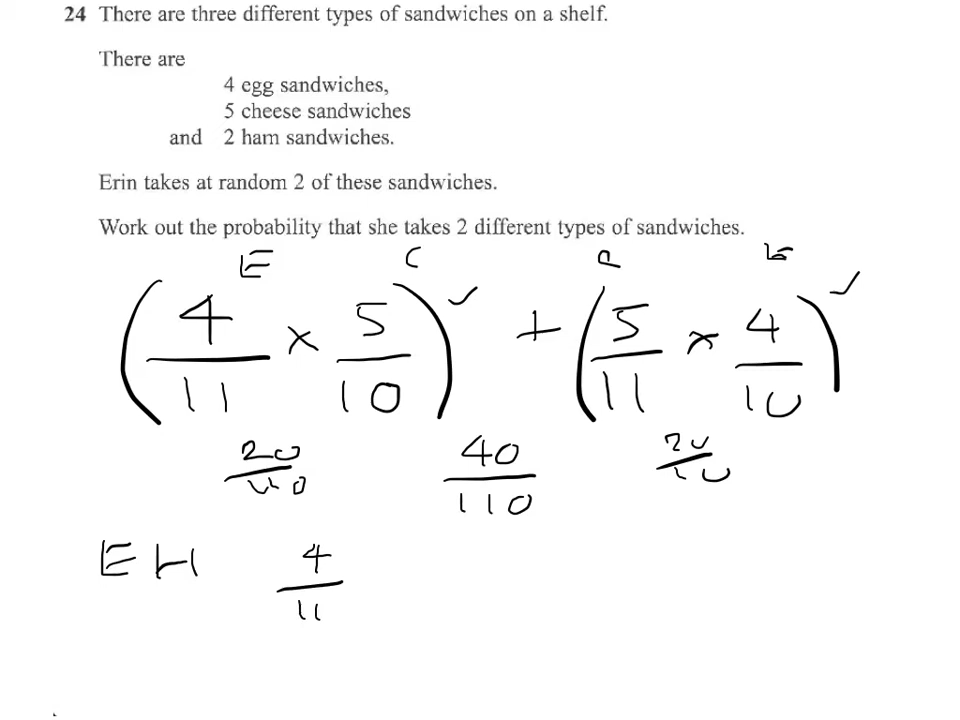 24 There are three different types of sandwiches on a shelf.
There are
4 egg sandwiches,
5 cheese sandwiches
and 2 ham sandwiches.
Erin takes at random 2 of these sandwiches.
Work out the probability that she takes 2 different types of sandwiches.
E C C E
(4/11 × 5/10) ✓ + (5/11 × 4/10) ✓
20/110 40/110 20/110
EH 4/11